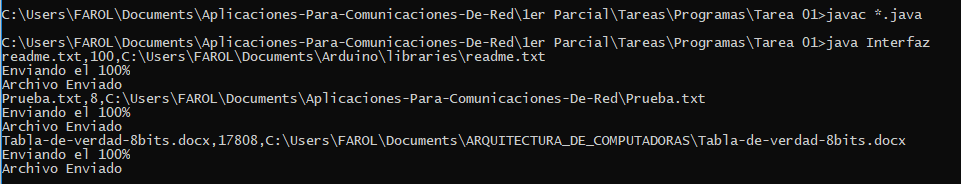 C:\Users\FAROL\Documents\Aplicaciones-Para-Comunicaciones-De-Red\1er Parcial\Tareas\Programas\Tarea 01>javac *.java
C:\Users\FAROL\Documents\Aplicaciones-Para-Comunicaciones-De-Red\1er Parcial\Tareas\Programas\Tarea 01>java Interfaz
readme.txt,100,C:\Users\FAROL\Documents\Arduino\libraries\readme.txt
Enviando el 100%
Archivo Enviado
Prueba.txt,8,C:\Users\FAROL\Documents\Aplicaciones-Para-Comunicaciones-De-Red\Prueba.txt
Enviando el 100%
Archivo Enviado
Tabla-de-verdad-8bits.docx,17808,C:\Users\FAROL\Documents\ARQUITECTURA_DE_COMPUTADORAS\Tabla-de-verdad-8bits.docx
Enviando el 100%
Archivo Enviado